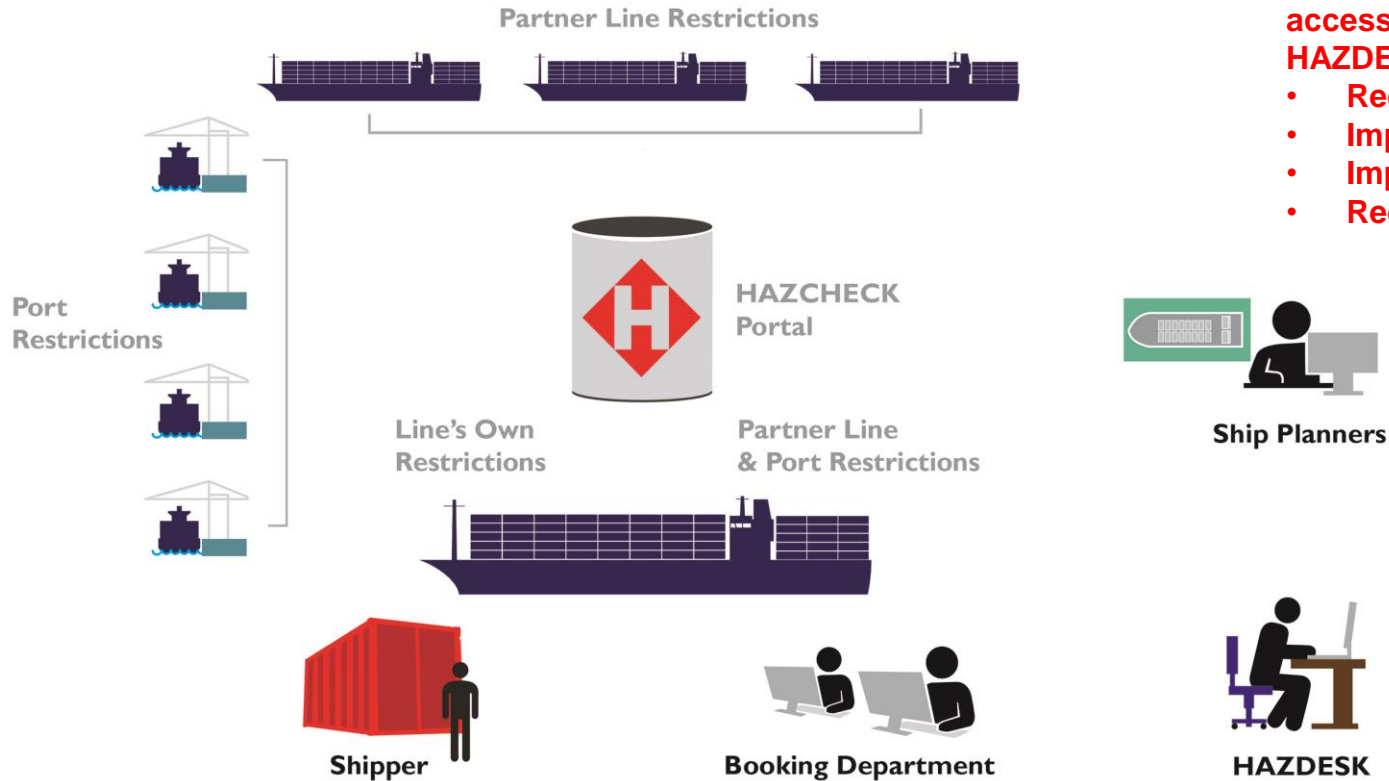 Partner Line Restrictions
access
HAZDE
•
•
•
•
Port
Restrictions
H
HAZCHECK
Portal
Line's Own
Restrictions
Partner Line
& Port Restrictions
Ship Planners
Shipper
Booking Department
HAZDESK